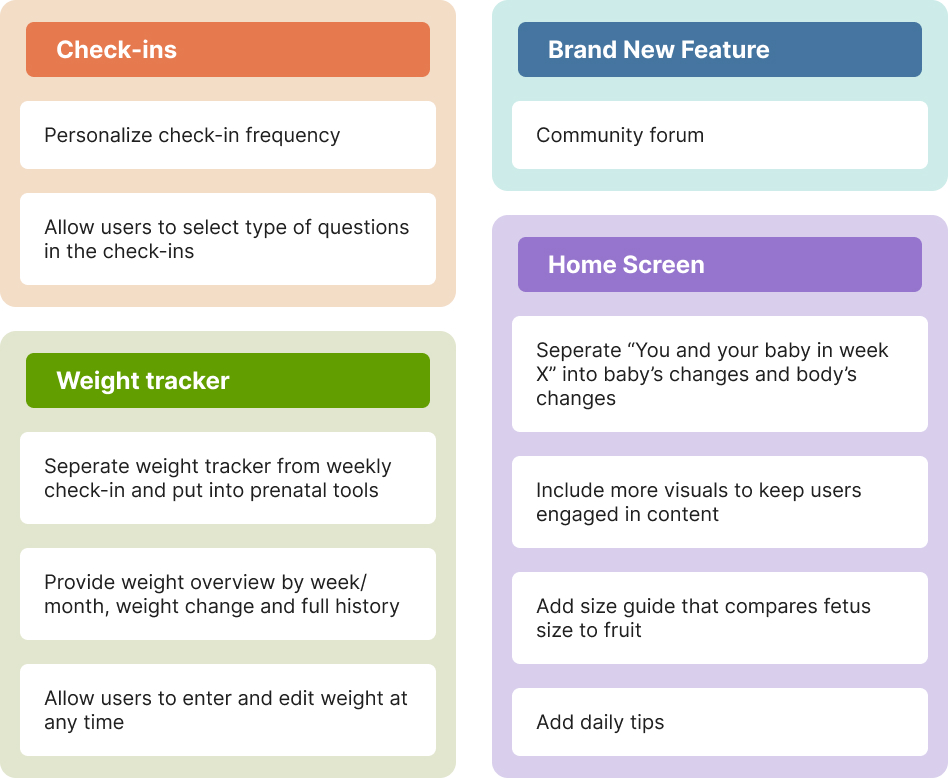 Check-ins
Personalize check-in frequency
Allow users to select type of questions
in the check-ins
Weight tracker
Seperate weight tracker from weekly
check-in and put into prenatal tools
Provide weight overview by week/
month, weight change and full history
Allow users to enter and edit weight at
any time
Brand New Feature
Community forum
Home Screen
Seperate “You and your baby in week
X” into baby’s changes and body’s
changes
Include more visuals to keep users
engaged in content
Add size guide that compares fetus
size to fruit
Add daily tips